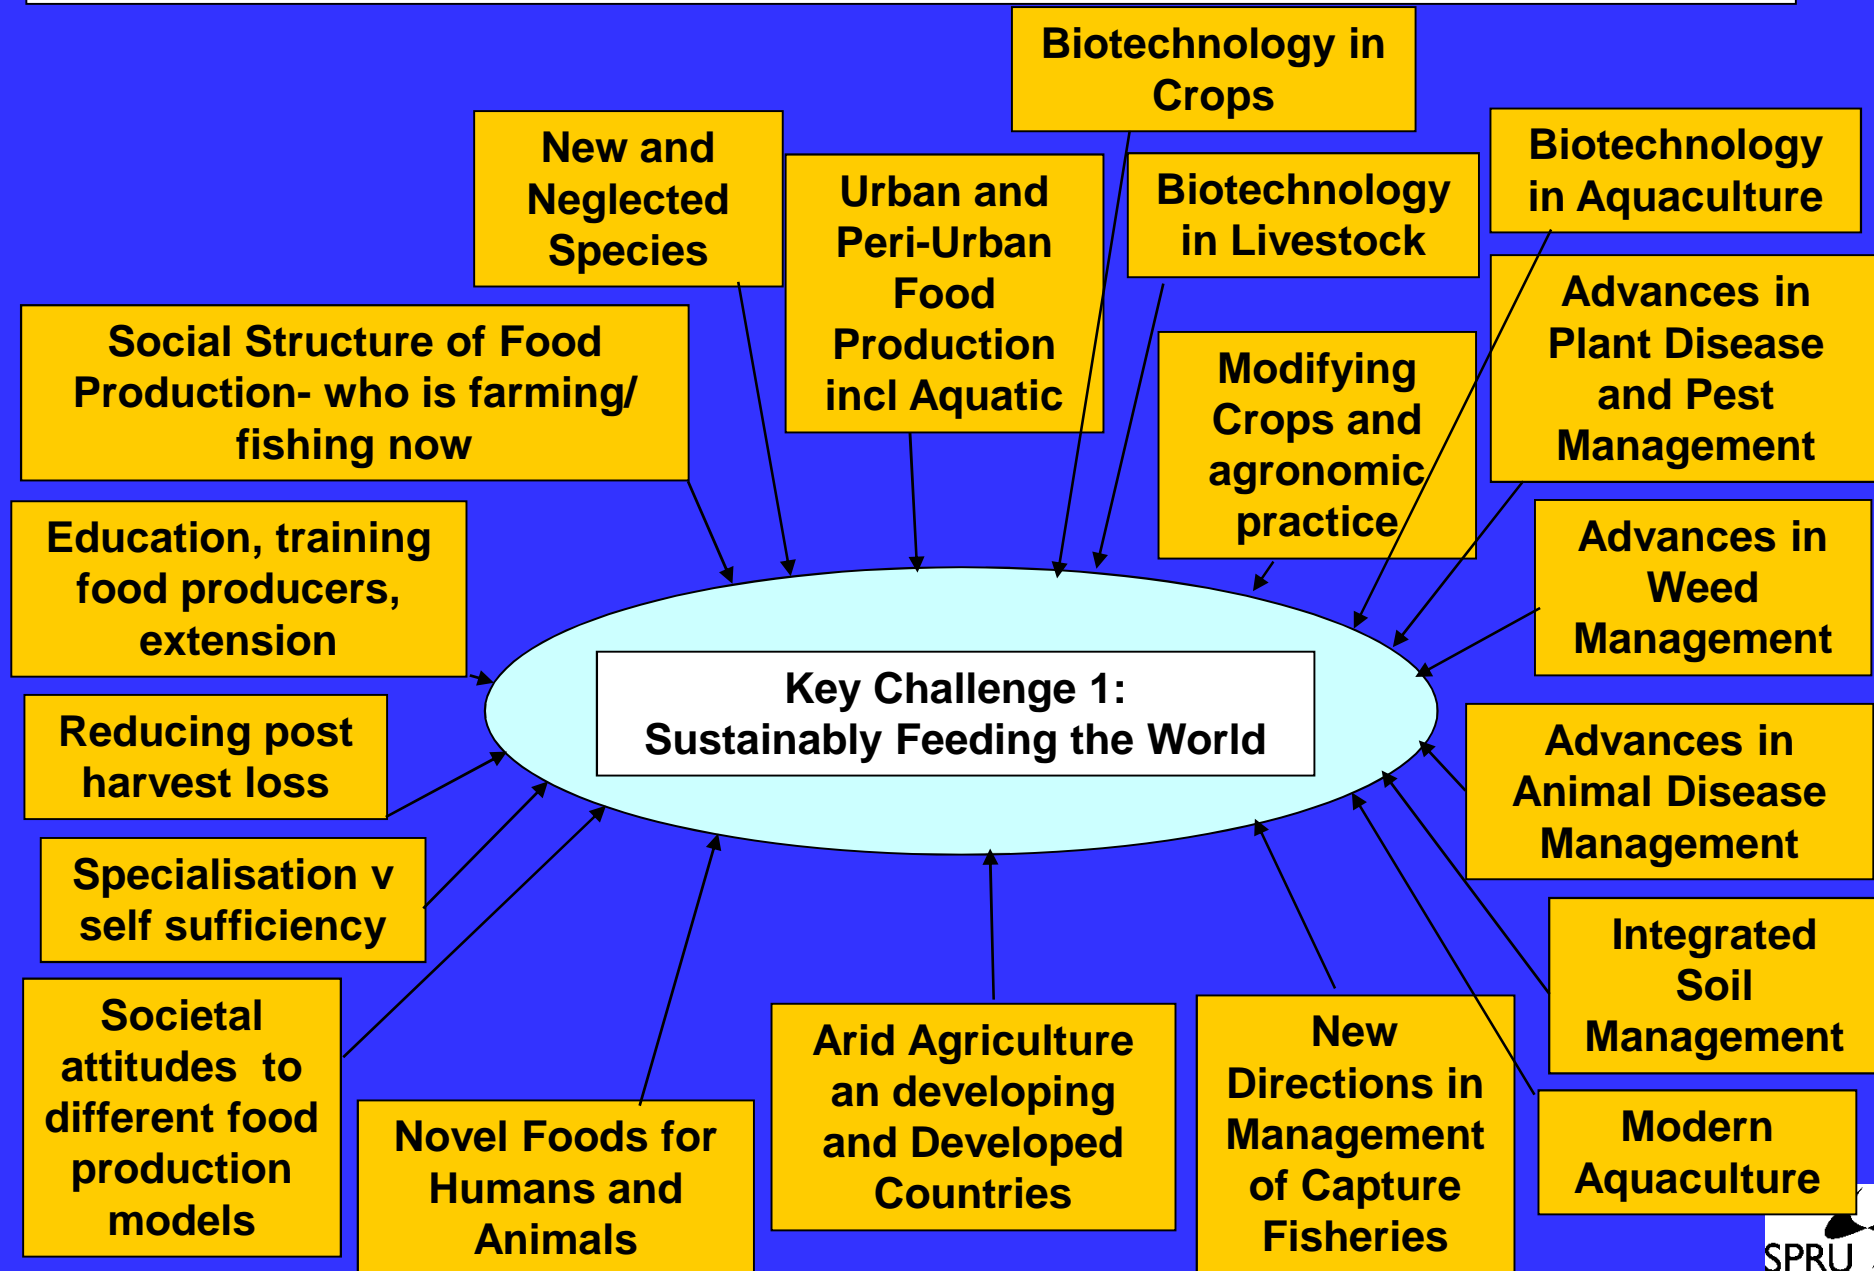 Biotechnology in
Crops
New and
Neglected
Species
Urban and
Peri-Urban
Food
Production
incl Aquatic
Biotechnology
in Livestock
Biotechnology
in Aquaculture
Social Structure of Food
Production- who is farming/
fishing now
Modifying
Crops and
agronomic
practice
Advances in
Plant Disease
and Pest
Management
Education, training
food producers,
extension
Advances in
Weed
Management
Key Challenge 1:
Sustainably Feeding the World
Reducing post
harvest loss
Advances in
Animal Disease
Management
Specialisation v
self sufficiency
Integrated
Soil
Management
Societal
attitudes  to
different food
production
models
Novel Foods for
Humans and
Animals
Arid Agriculture
an developing
and Developed
Countries
New
Directions in
Management
of Capture
Fisheries
Modern
Aquaculture
SPRU